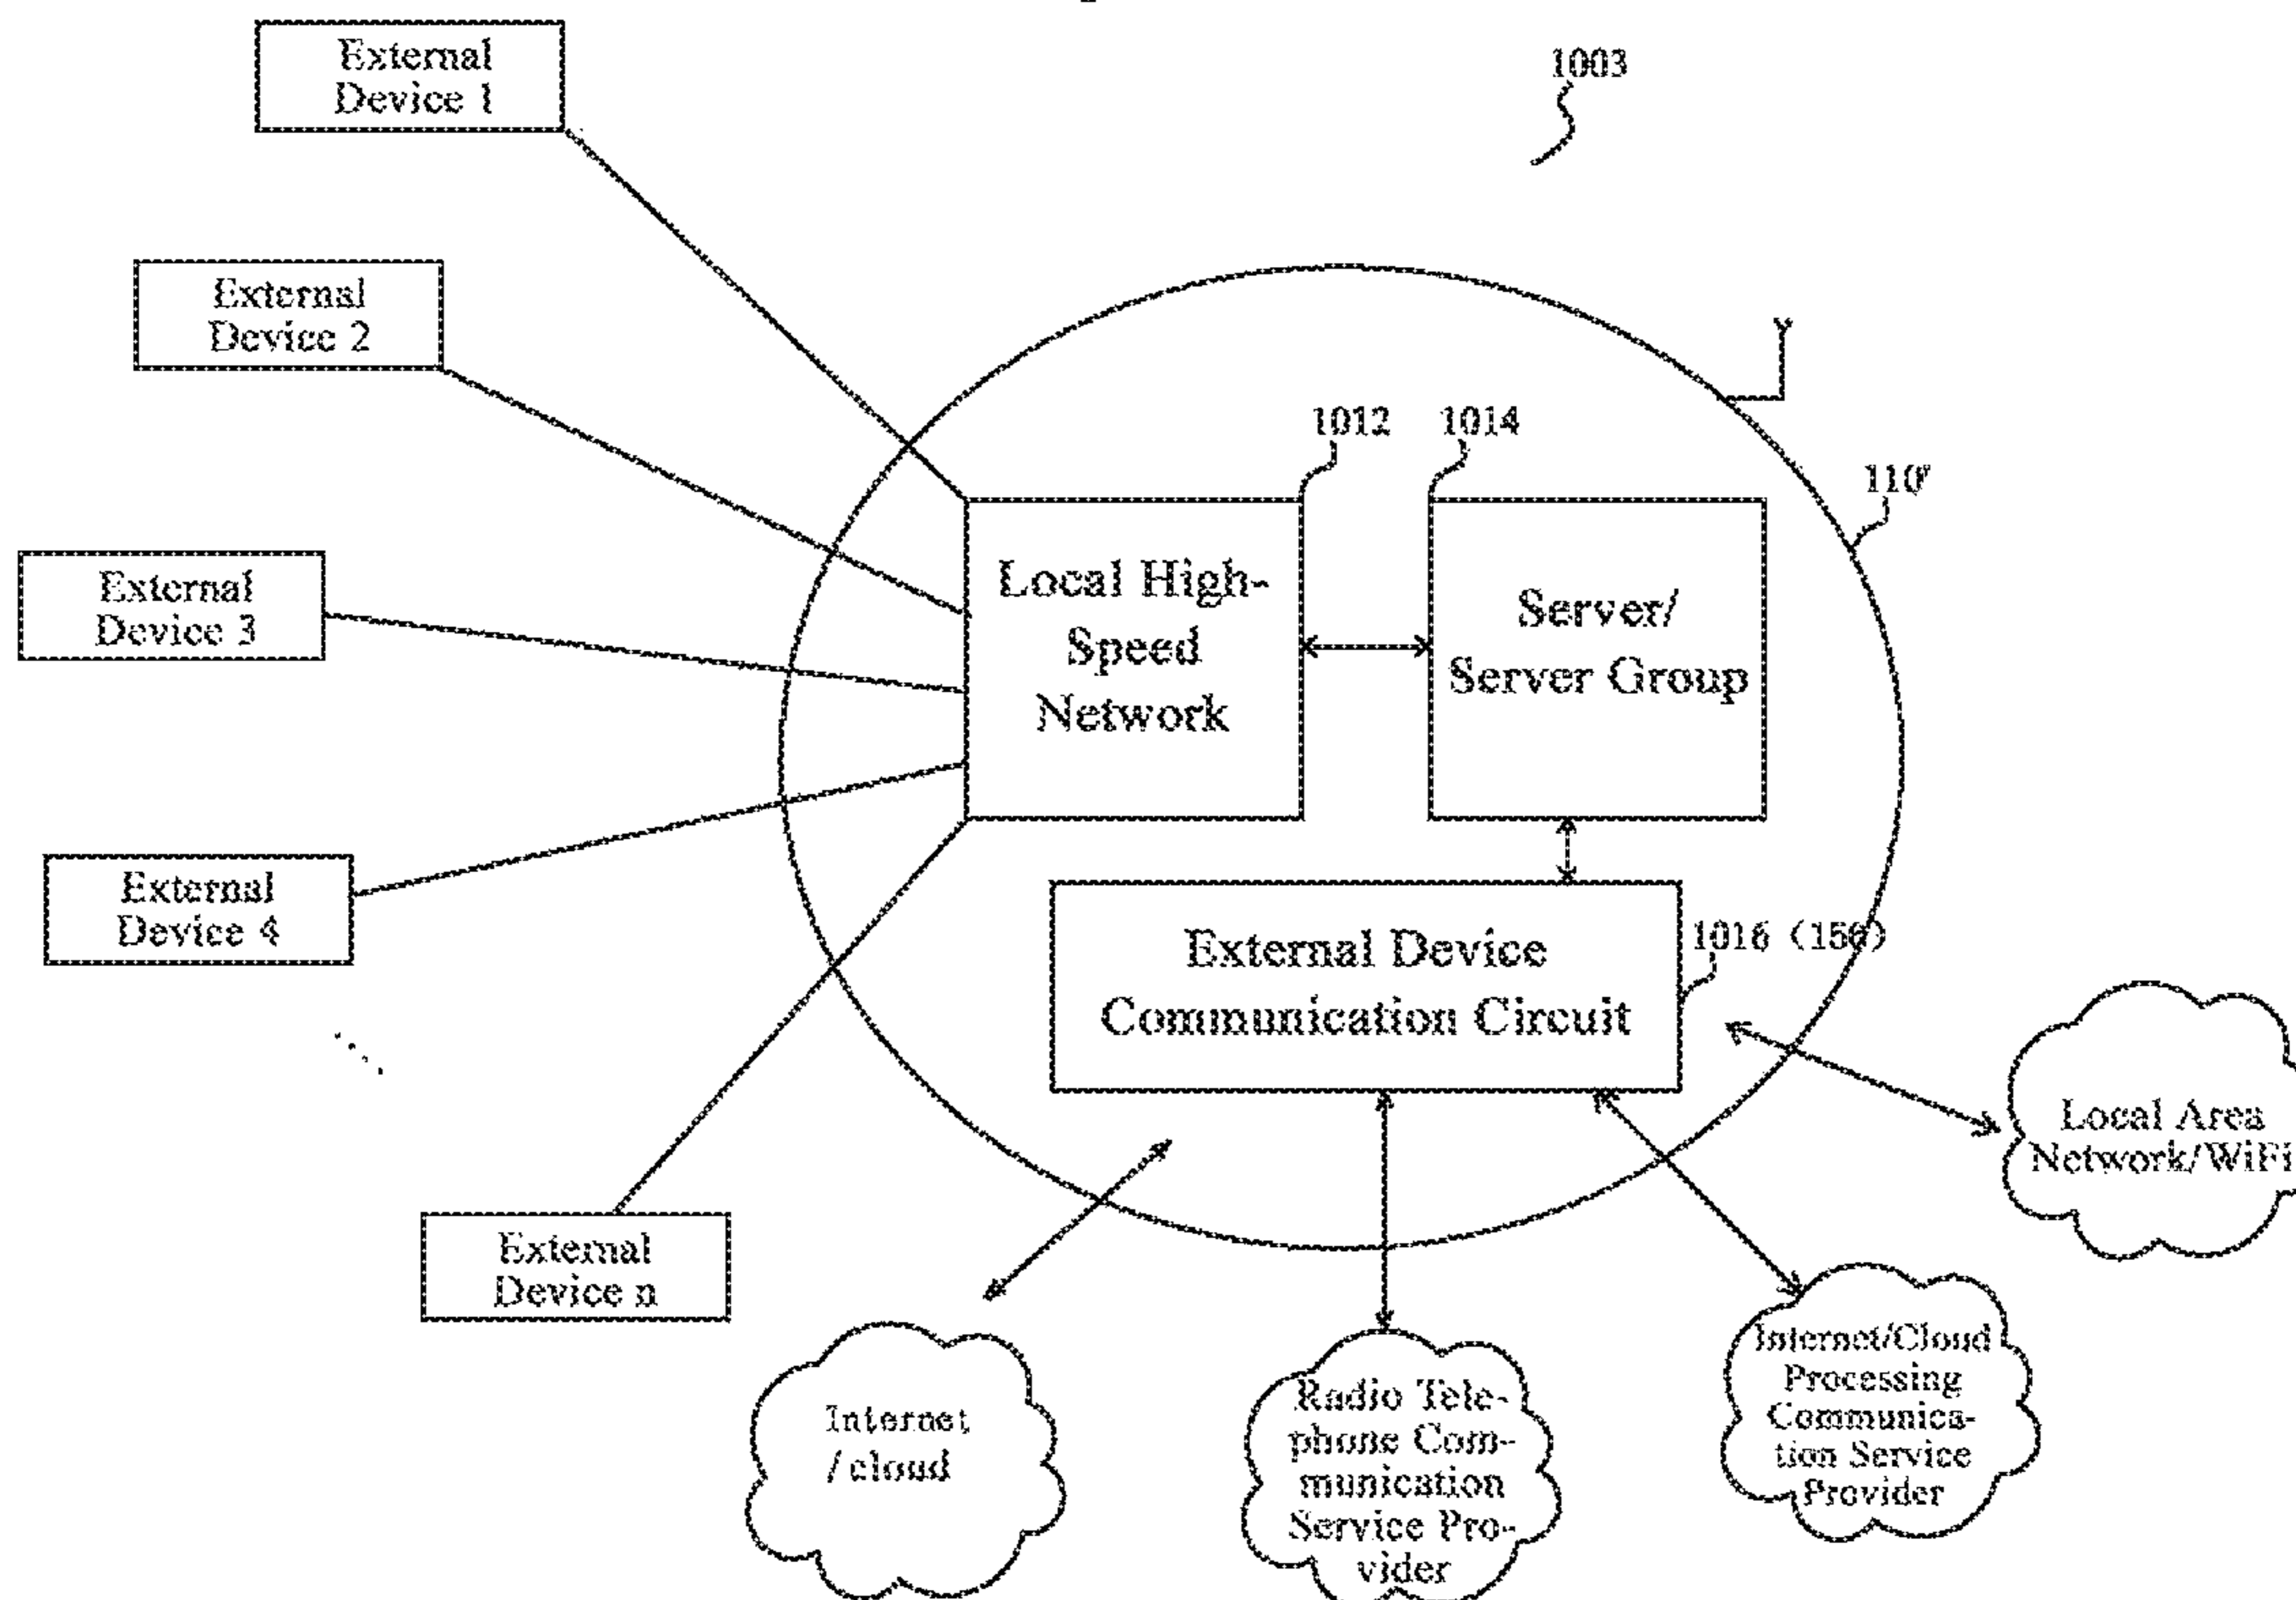 External
Device 1
1003
External
Device 2
1012
1014
110'
External
Device 3
Local High-
Speed
Network
Server/
Server Group
External
Device 4
External Device
Communication Circuit
1016 (156)
Local Area
Network/WiFi
External
Device n
Internet
/cloud
Radio Tele-
phone Com-
munication
Service Pro-
vider
Internet/Cloud
Processing
Communica-
tion Service
Provider